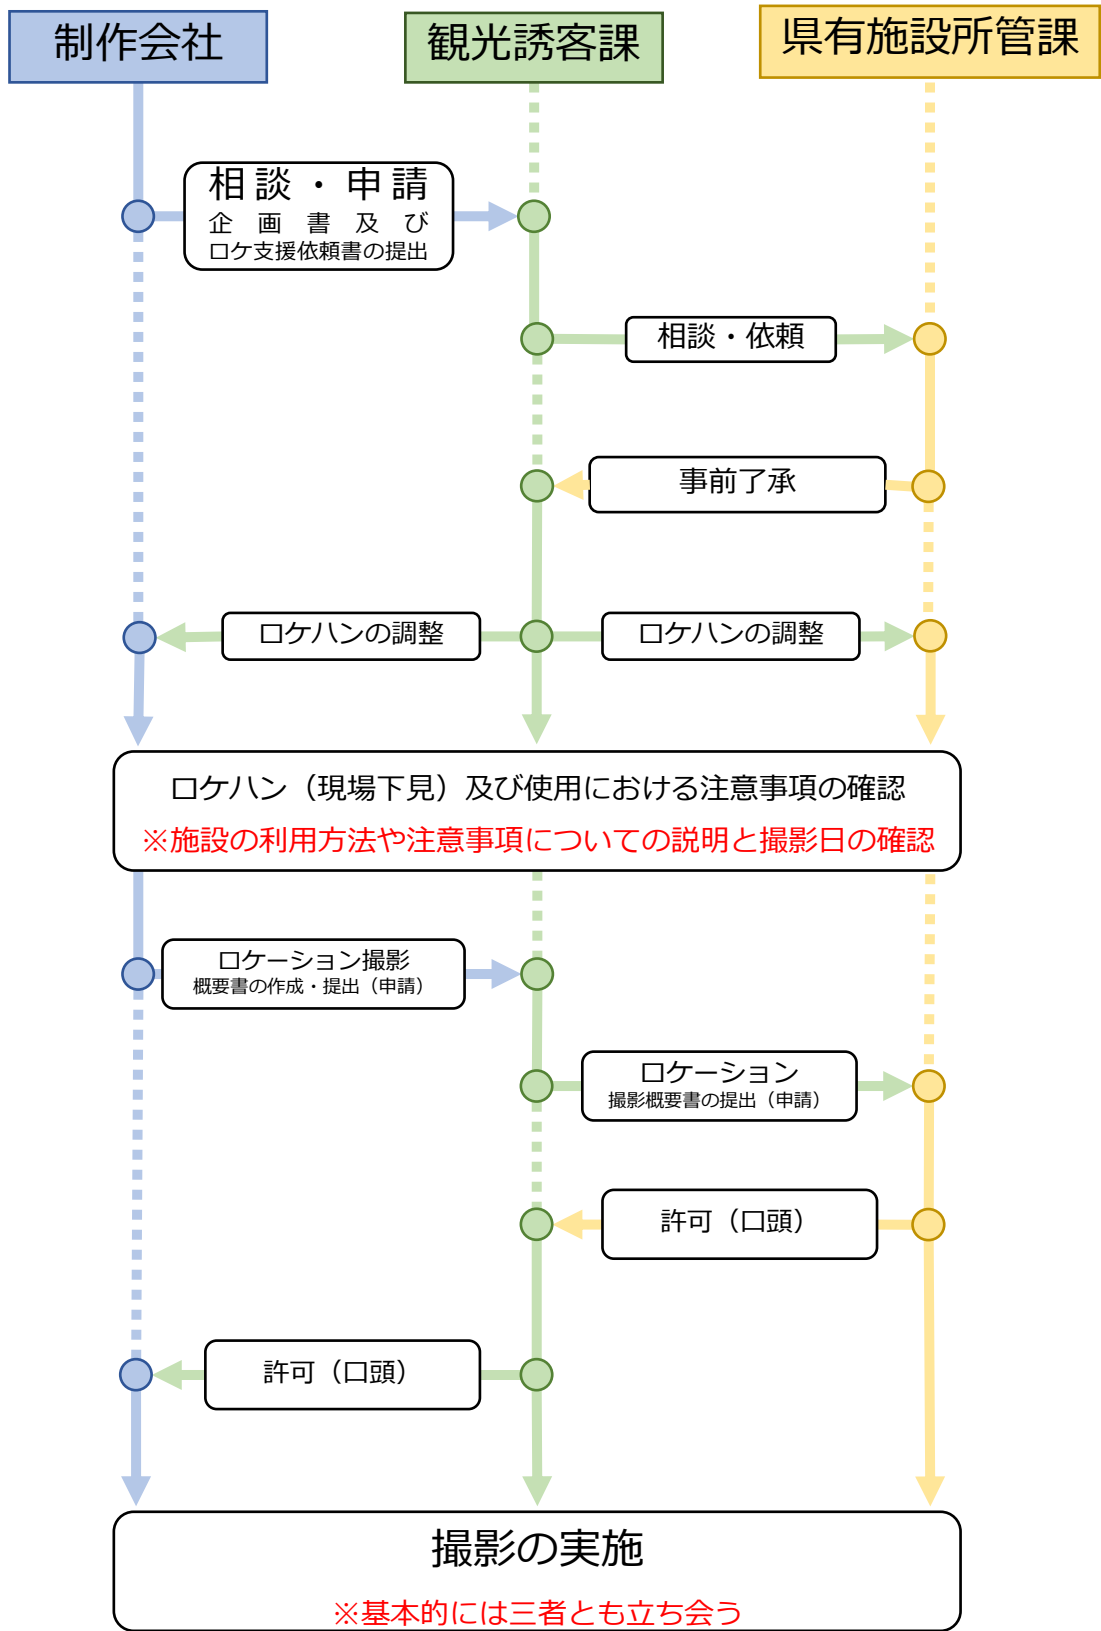 制作会社
観光誘客課
県有施設所管課
相談・申請
企画書及び
ロケ支援依頼書の提出
相談・依頼
事前了承
ロケハンの調整
ロケハンの調整
ロケハン（現場下見）及び使用における注意事項の確認
※施設の利用方法や注意事項についての説明と撮影日の確認
ロケーション撮影
概要書の作成・提出（申請）
ロケーション
撮影概要書の提出（申請）
許可（口頭）
許可（口頭）
撮影の実施
※基本的には三者とも立ち会う